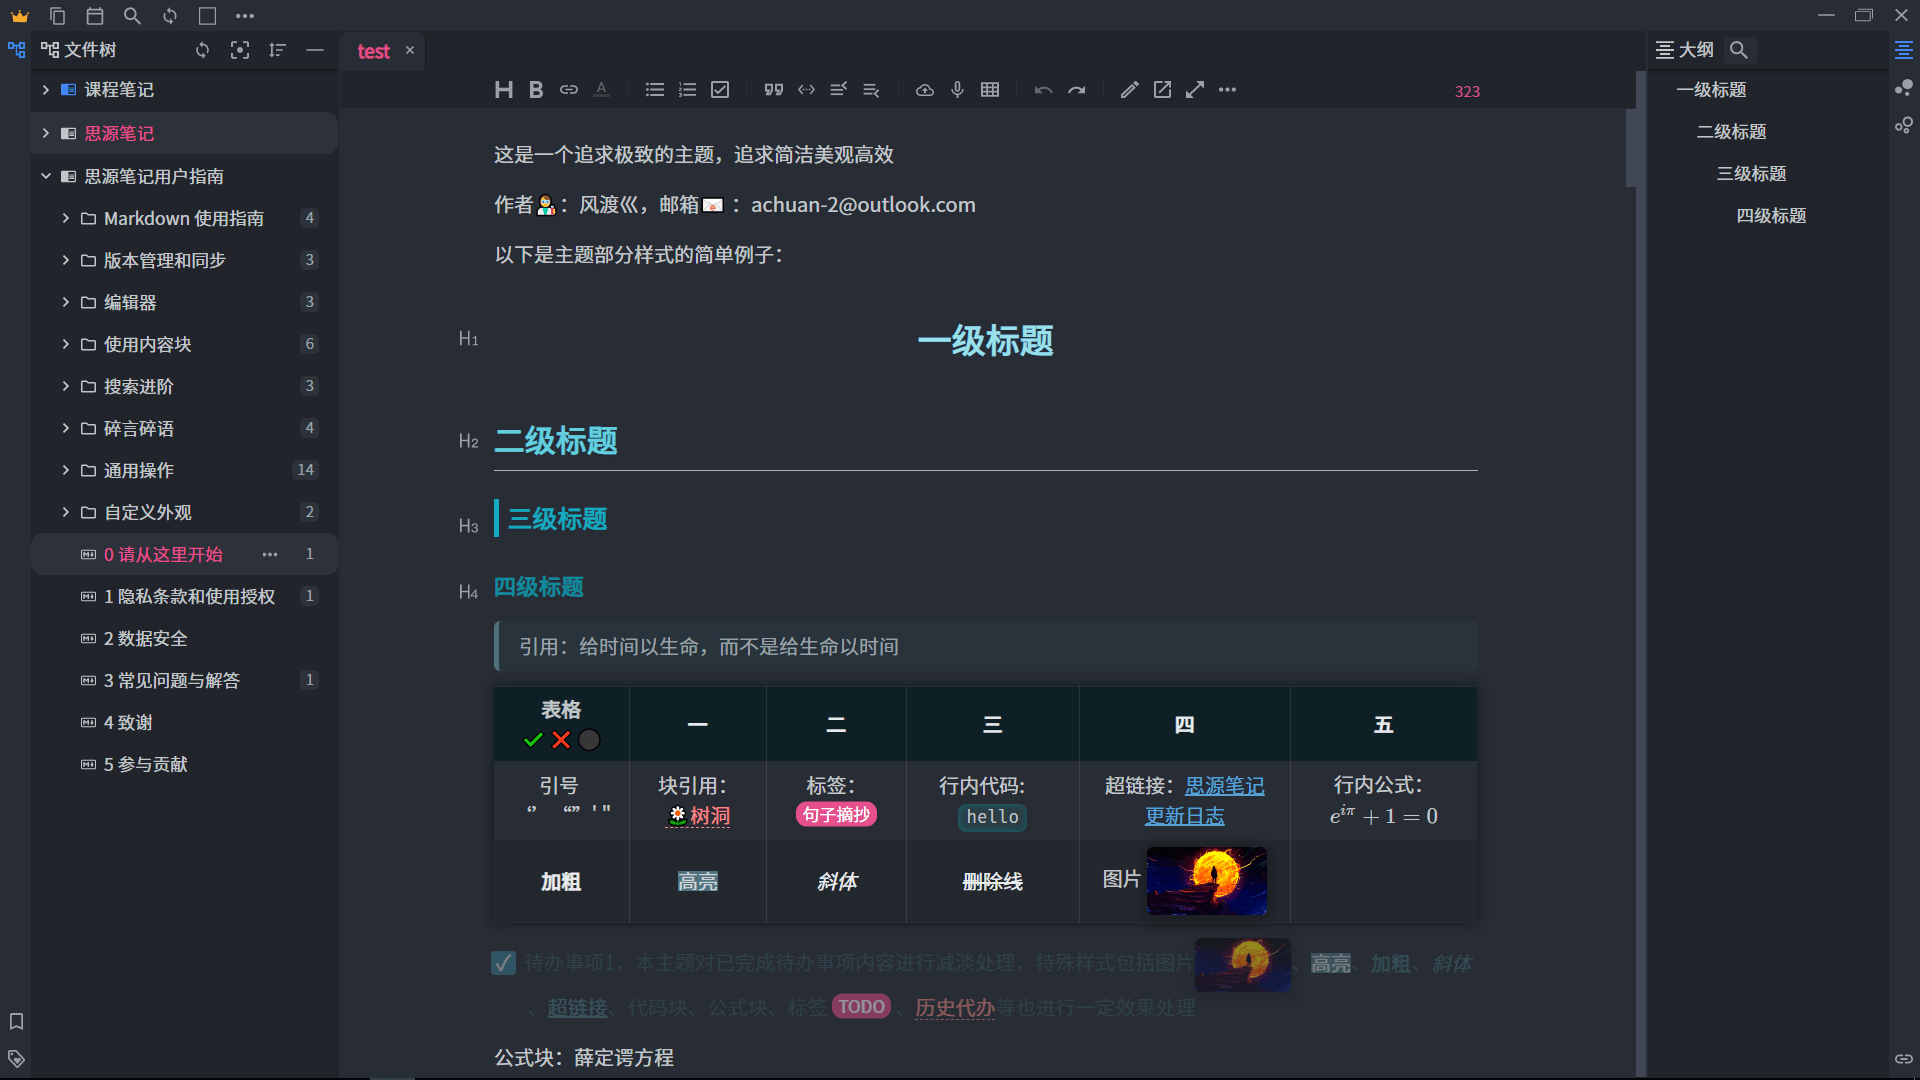 文件树
课程笔记
思源笔记
思源笔记用户指南
Markdown 使用指南 4
版本管理和同步 3
编辑器 3
使用内容块 6
搜索进阶 3
碎言碎语 4
通用操作 14
自定义外观 2
0 请从这里开始 1
1 隐私条款和使用授权 1
2 数据安全
3 常见问题与解答 1
4 致谢
5 参与贡献
test
323
这是一个追求极致的主题，追求简洁美观高效
作者👩‍🔬：风渡巛，邮箱💌：achuan-2@outlook.com
以下是主题部分样式的简单例子：
H1 一级标题
H2 二级标题
H3 三级标题
H4 四级标题
引用：给时间以生命，而不是给生命以时间
表格 一 二 三 四 五
✔❌⚫
引号 块引用： 标签： 行内代码: 超链接：思源笔记 行内公式：
‘’ “” ' " 🌼树洞 句子摘抄 hello 更新日志 e^{iπ} + 1 = 0
加粗 高亮 斜体 删除线 图片
待办事项1，本主题对已完成待办事项内容进行减淡处理，特殊样式包括图片、高亮、加粗、斜体
、超链接、代码块、公式块、标签 TODO 、历史代办等也进行一定效果处理
公式块：薛定谔方程
大纲
一级标题
二级标题
三级标题
四级标题